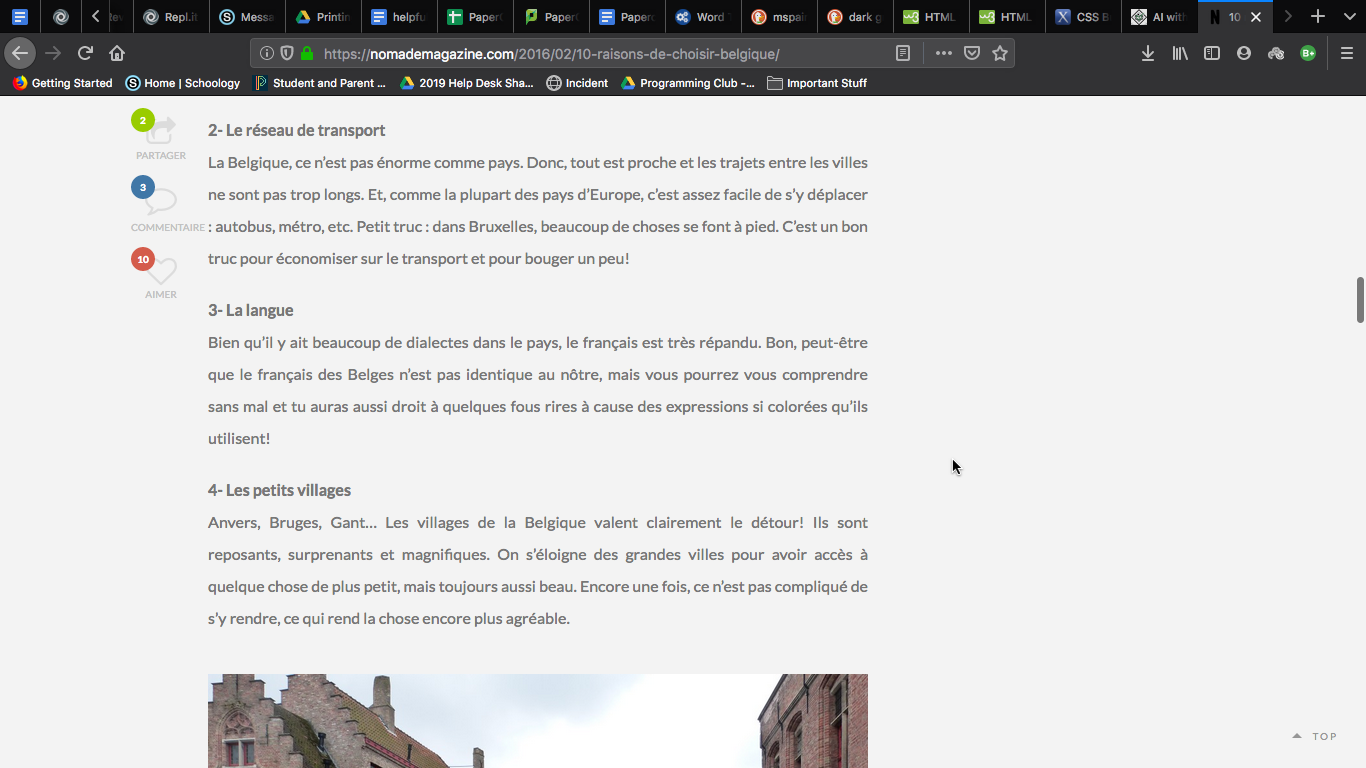 Repl.it
Messa
Printin
helpfu
Paper
Paper
Paperc
Word
mspai
dark g
HTML
HTML
CSS B
AI with
10
https://nomademagazine.com/2016/02/10-raisons-de-choisir-belgique/
B+
Getting Started
Home | Schoology
Student and Parent ...
2019 Help Desk Sha...
Incident
Programming Club -...
Important Stuff
2
PARTAGER
3
COMMENTAIRE
10
AIMER
2- Le réseau de transport
La Belgique, ce n’est pas énorme comme pays. Donc, tout est proche et les trajets entre les villes
ne sont pas trop longs. Et, comme la plupart des pays d’Europe, c’est assez facile de s’y déplacer
: autobus, métro, etc. Petit truc : dans Bruxelles, beaucoup de choses se font à pied. C’est un bon
truc pour économiser sur le transport et pour bouger un peu!
3- La langue
Bien qu’il y ait beaucoup de dialectes dans le pays, le français est très répandu. Bon, peut-être
que le français des Belges n’est pas identique au nôtre, mais vous pourrez vous comprendre
sans mal et tu auras aussi droit à quelques fous rires à cause des expressions si colorées qu’ils
utilisent!
4- Les petits villages
Anvers, Bruges, Gant… Les villages de la Belgique valent clairement le détour! Ils sont
reposants, surprenants et magnifiques. On s’éloigne des grandes villes pour avoir accès à
quelque chose de plus petit, mais toujours aussi beau. Encore une fois, ce n’est pas compliqué de
s’y rendre, ce qui rend la chose encore plus agréable.
TOP